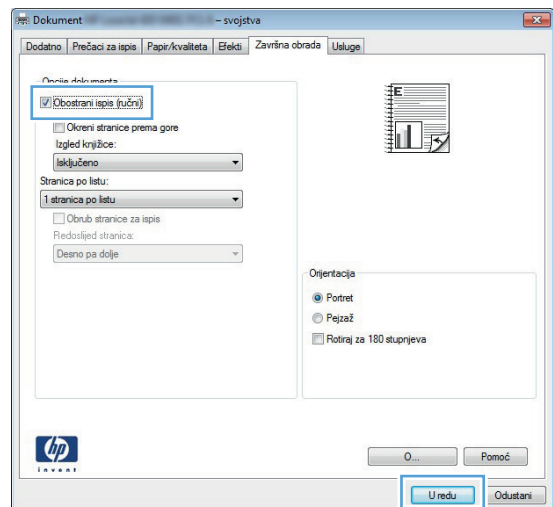 Dokument – svojstva
Dodatno Prečaci za ispis Papir/kvaliteta Efekti Završna obrada Usluge
Opcije dokumenta
Obostrani ispis (ručni)
Okreni stranice prema gore
Izgled knjižice:
Isključeno
Stranica po listu:
1 stranica po listu
Obrub stranice za ispis
Redoslijed stranica:
Desno pa dolje
E
Orijentacija
Portret
Pejzaž
Rotiraj za 180 stupnjeva
hp
invent
O... Pomoć
U redu Odustani